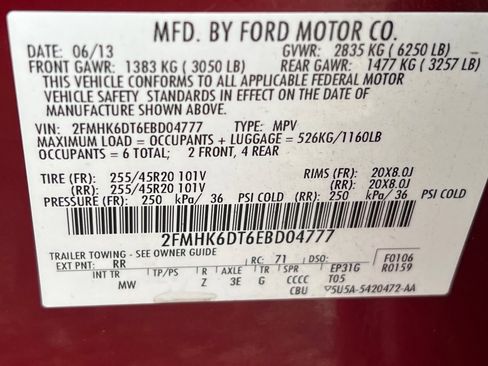 MFD. BY FORD MOTOR CO.
DATE: 06/13 GVWR: 2835 KG ( 6250 LB)
FRONT GAWR: 1383 KG ( 3050 LB) REAR GAWR: 1477 KG ( 3257 LB)
THIS VEHICLE CONFORMS TO ALL APPLICABLE FEDERAL MOTOR
VEHICLE SAFETY STANDARDS IN EFFECT ON THE DATE OF
MANUFACTURE SHOWN ABOVE.
VIN: 2FMHK6DT6EBD04777 TYPE: MPV
MAXIMUM LOAD = OCCUPANTS + LUGGAGE = 526KG/1160LB
OCCUPANTS = 6 TOTAL; 2 FRONT, 4 REAR
TIRE (FR): 255/45R20 101V RIMS (FR): 20X8.0J
(RR): 255/45R20 101V (RR): 20X8.0J
PRESSURE (FR): 250 kPa/ 36 PSI COLD (RR): 250 kPa/ 36 PSI COLD
2FMHK6DT6EBD04777
TRAILER TOWING - SEE OWNER GUIDE
EXT PNT: RR RC: 71 DSO: F0106
R0159
INT TR TP/PS R AXLE TR SPR EP31G
MW Z 3E G CCCC T05
CBU 5U5A-5420472-AA